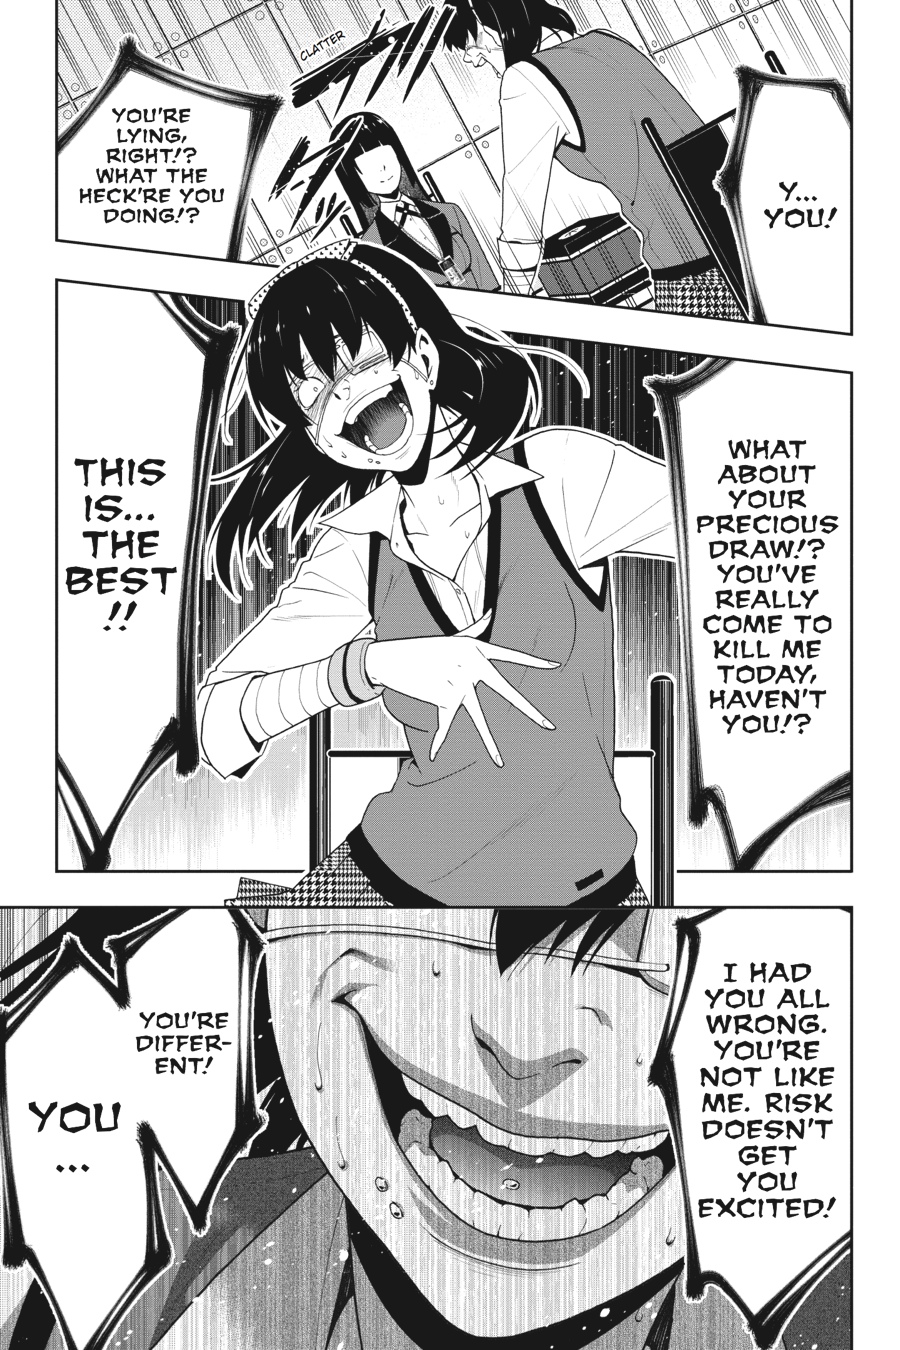 Y...
YOU!
CLATTER
YOU'RE
LYING,
RIGHT!?
WHAT THE
HECK'RE YOU
DOING!?
WHAT
ABOUT
YOUR
PRECIOUS
DRAW!?
YOU'VE
REALLY
COME TO
KILL ME
TODAY,
HAVEN'T
YOU!?
THIS
IS...
THE
BEST
!!
I HAD
YOU ALL
WRONG.
YOU'RE
NOT LIKE
ME. RISK
DOESN'T
GET
YOU
EXCITED!
YOU'RE
DIFFER-
ENT!
YOU
...